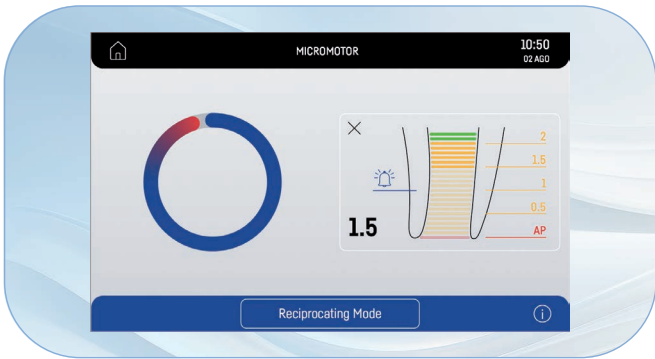 MICROMOTOR
10:50
02 AGO
2
1.5
1
0.5
AP
1.5
Reciprocating Mode
i